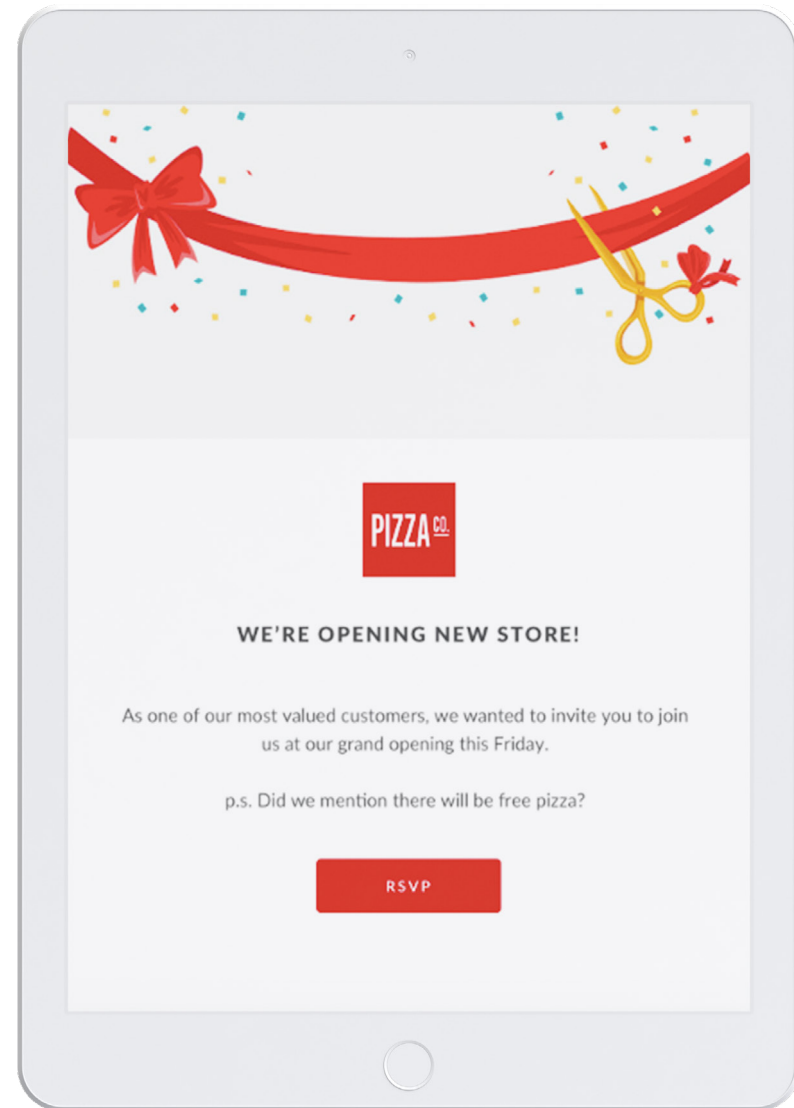 PIZZA CO.
WE'RE OPENING NEW STORE!
As one of our most valued customers, we wanted to invite you to join
us at our grand opening this Friday.
p.s. Did we mention there will be free pizza?
RSVP